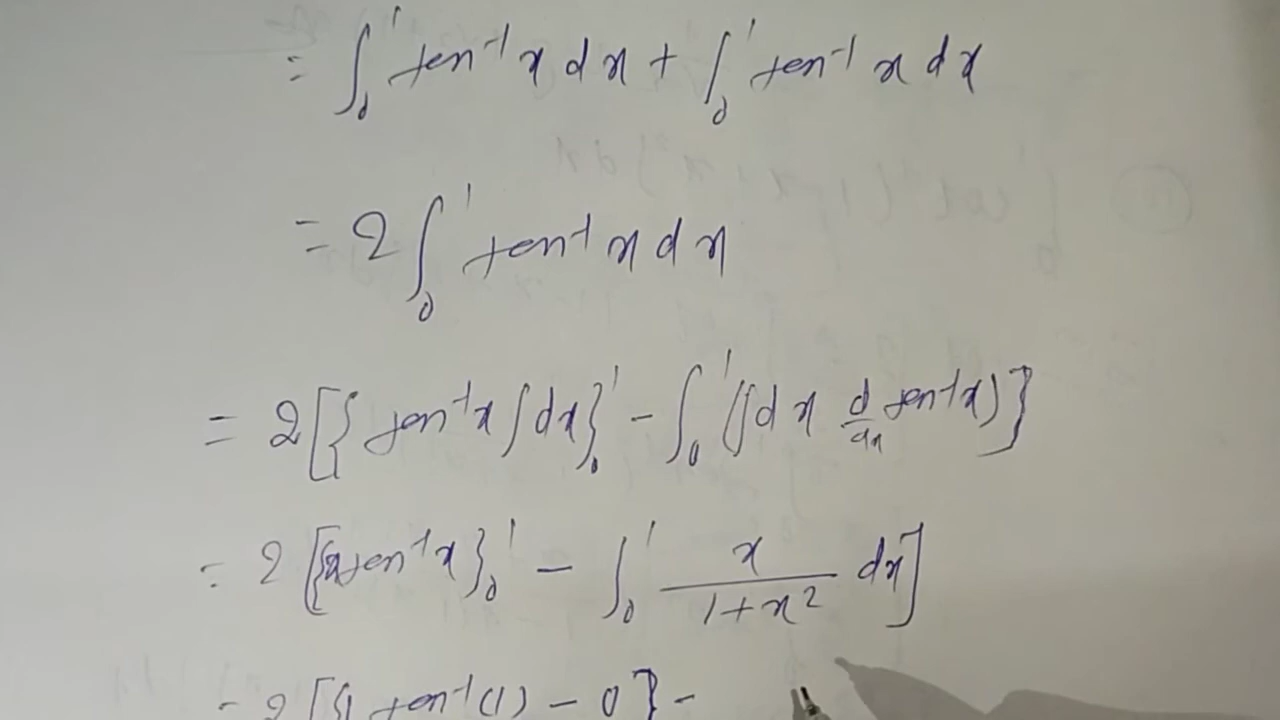 = ∫₀¹ tan⁻¹ x dx + ∫₀¹ tan⁻¹ x dx
= 2 ∫₀¹ tan⁻¹ x dx
= 2 [{ tan⁻¹ x ∫dx}₀¹ - ∫₀¹ (∫dx d/dx tan⁻¹x) }
= 2 [{x tan⁻¹ x}₀¹ - ∫₀¹ x/(1+x²) dx]
= 2 [{1 tan⁻¹(1) - 0} -